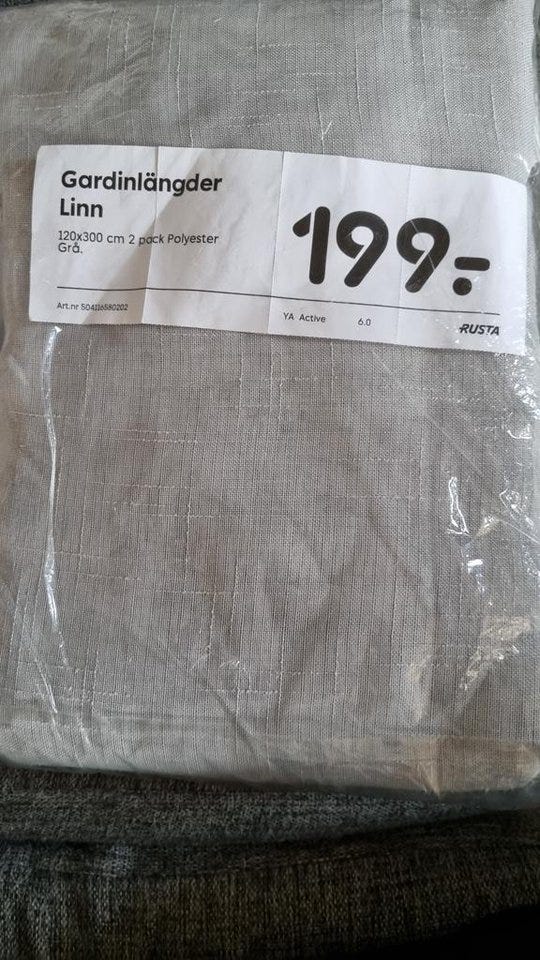 Gardinlängder
Linn
120x300 cm 2 pack Polyester
Grå.
199:-
Art.nr 504116580202
YA Active 6.0
RUSTA